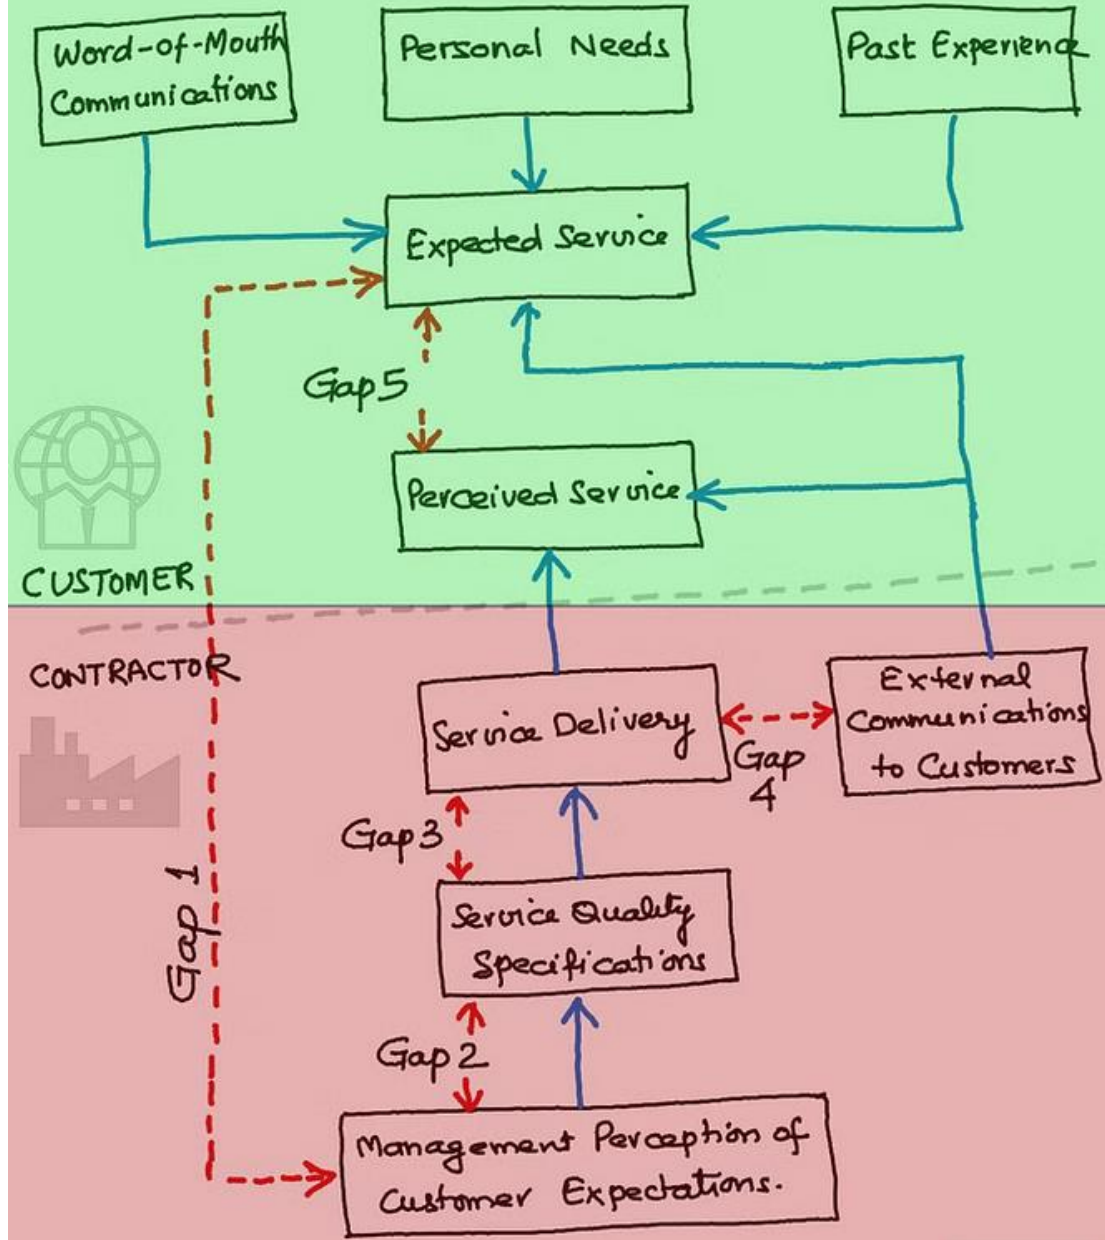 Word-of-Mouth
Communications
Personal Needs
Past Experience
Expected Service
Gap 5
Perceived Service
CUSTOMER
CONTRACTOR
Service Delivery
External
Communications
to Customers
Gap
4
Gap 3
Gap 1
Service Quality
Specifications
Gap 2
Management Perception of
Customer Expectations.